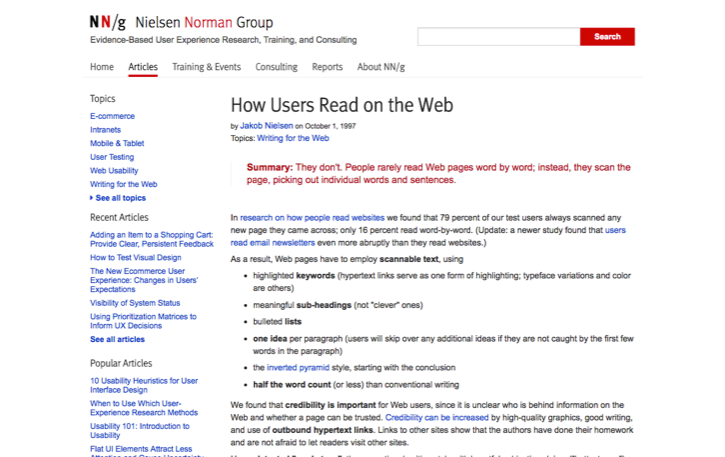 NN/g Nielsen Norman Group
Evidence-Based User Experience Research, Training, and Consulting
Search
Home Articles Training & Events Consulting Reports About NN/g
Topics
E-commerce
Intranets
Mobile & Tablet
User Testing
Web Usability
Writing for the Web
See all topics
Recent Articles
Adding an Item to a Shopping Cart:
Provide Clear, Persistent Feedback
How to Test Visual Design
The New Ecommerce User
Experience: Changes in Users'
Expectations
Visibility of System Status
Using Prioritization Matrices to
Inform UX Decisions
See all articles
Popular Articles
10 Usability Heuristics for User
Interface Design
When to Use Which User-
Experience Research Methods
Usability 101: Introduction to
Usability
Flat UI Elements Attract Less
Attention and Cause Uncertainty
How Users Read on the Web
by Jakob Nielsen on October 1, 1997
Topics: Writing for the Web
Summary: They don't. People rarely read Web pages word by word; instead, they scan the
page, picking out individual words and sentences.
In research on how people read websites we found that 79 percent of our test users always scanned any
new page they came across; only 16 percent read word-by-word. (Update: a newer study found that users
read email newsletters even more abruptly than they read websites.)
As a result, Web pages have to employ scannable text, using
• highlighted keywords (hypertext links serve as one form of highlighting; typeface variations and color
are others)
• meaningful sub-headings (not "clever" ones)
• bulleted lists
• one idea per paragraph (users will skip over any additional ideas if they are not caught by the first few
words in the paragraph)
• the inverted pyramid style, starting with the conclusion
• half the word count (or less) than conventional writing
We found that credibility is important for Web users, since it is unclear who is behind information on the
Web and whether a page can be trusted. Credibility can be increased by high-quality graphics, good writing,
and use of outbound hypertext links. Links to other sites show that the authors have done their homework
and are not afraid to let readers visit other sites.